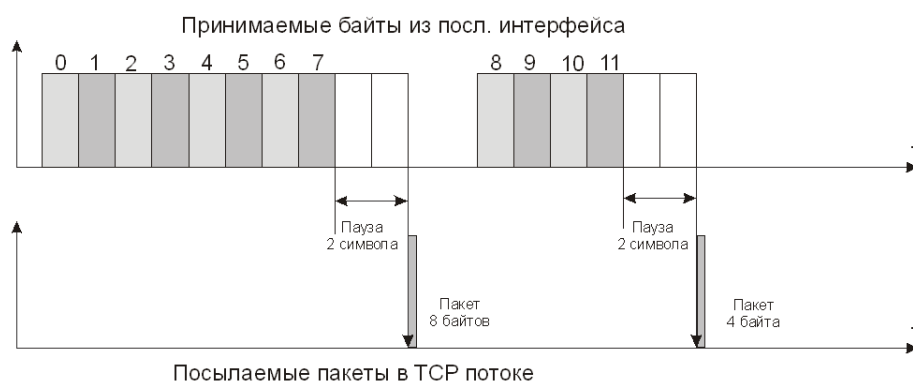 Принимаемые байты из посл. интерфейса
0 1 2 3 4 5 6 7 8 9 10 11
Пауза
2 символа
Пауза
2 символа
Пакет
8 байтов
Пакет
4 байта
Посылаемые пакеты в TCP потоке